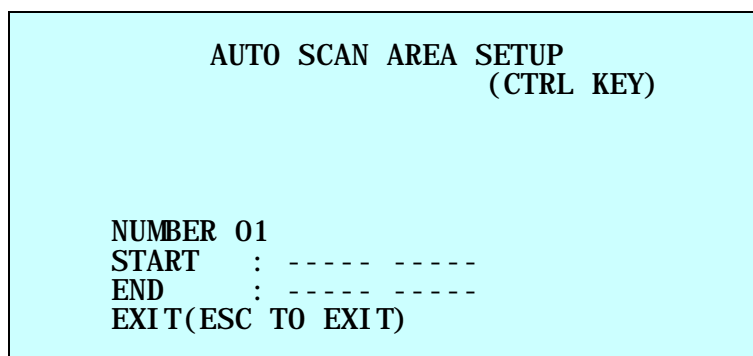 AUTO SCAN AREA SETUP
(CTRL KEY)
NUMBER 01
START : ----- -----
END : ----- -----
EXIT(ESC TO EXIT)